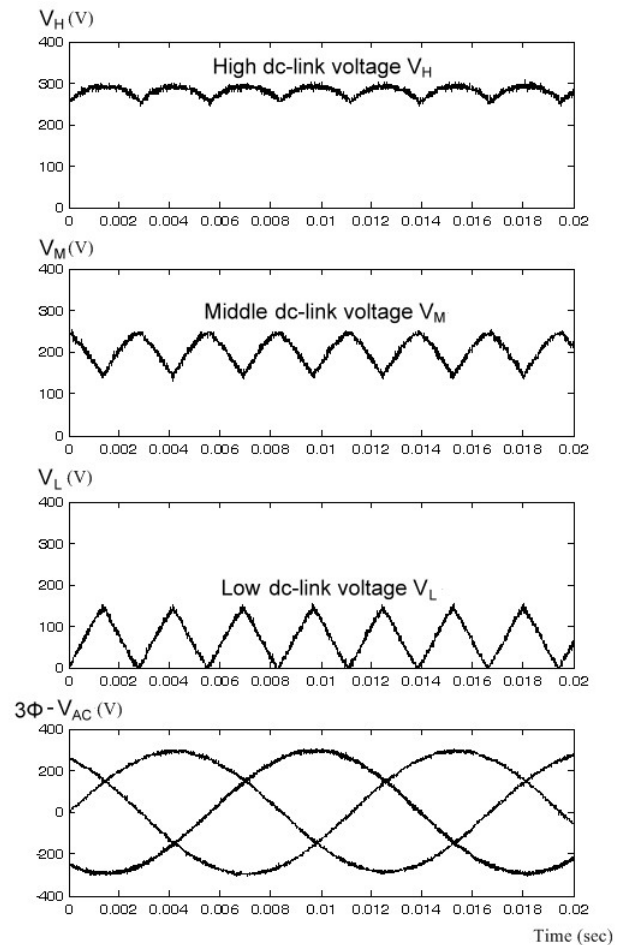 V_H (V)
400
High dc-link voltage V_H
300
200
100
0
0 0.002 0.004 0.006 0.008 0.01 0.012 0.014 0.016 0.018 0.02
V_M (V)
400
Middle dc-link voltage V_M
300
200
100
0
0 0.002 0.004 0.006 0.008 0.01 0.012 0.014 0.016 0.018 0.02
V_L (V)
400
300
200
Low dc-link voltage V_L
100
0
0 0.002 0.004 0.006 0.008 0.01 0.012 0.014 0.016 0.018 0.02
3Φ - V_AC (V)
400
200
0
-200
-400
0 0.002 0.004 0.006 0.008 0.01 0.012 0.014 0.016 0.018 0.02
Time (sec)